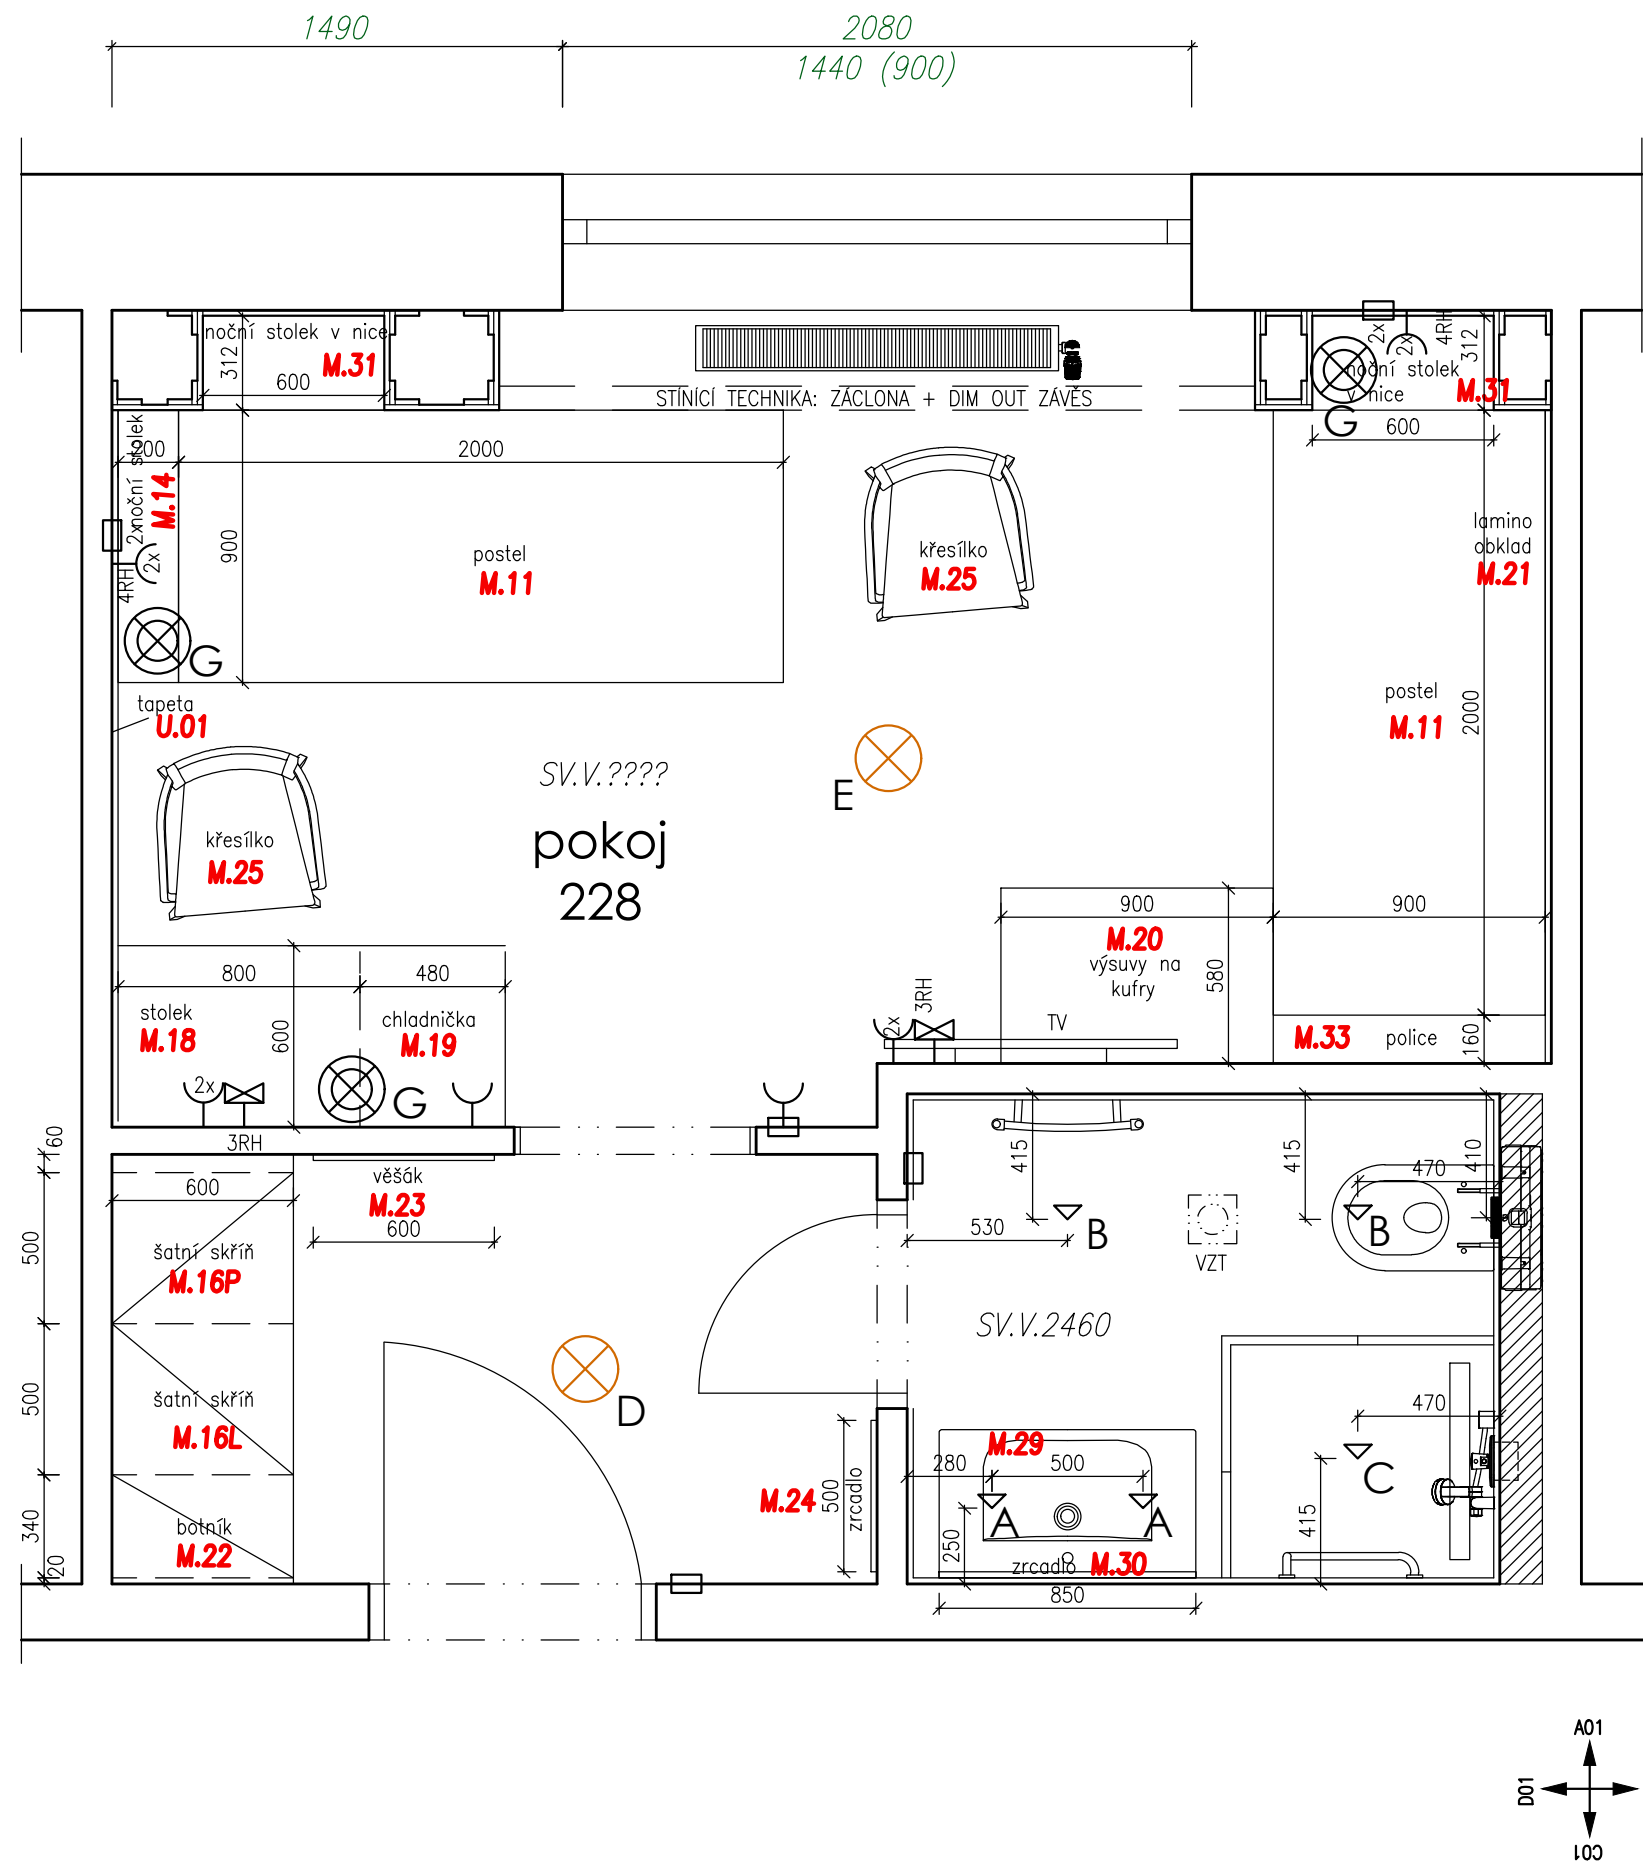 1490
2080
1440 (900)
noční stolek v nice
M.31
312
600
STÍNÍCÍ TECHNIKA: ZÁCLONA + DIM OUT ZÁVĚS
2x
2x
4RH
312
noční stolek
v nice
M.31
G
600
200
2000
2x
noční stolek
M.14
2x
4RH
900
postel
M.11
křesílko
M.25
lamino
obklad
M.21
G
tapeta
U.01
postel
M.11
2000
SV.V.????
E
pokoj
228
křesílko
M.25
900
900
M.20
výsuvy na
kufry
580
800
480
stolek
M.18
600
chladnička
M.19
2x
3RH
TV
M.33
police
160
2x
G
3RH
60
600
věšák
M.23
600
415
415
470
410
500
šatní skříň
M.16P
530
B
B
VZT
SV.V.2460
500
šatní skříň
M.16L
D
470
M.29
280
500
C
M.24
500
zrcadlo
A
A
415
340
botník
M.22
20
250
zrcadlo
M.30
850
A01
D01
C01